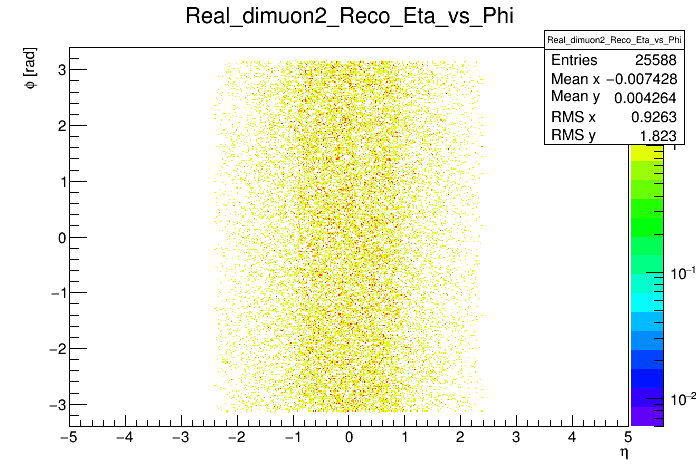 Real_dimuon2_Reco_Eta_vs_Phi
Real_dimuon2_Reco_Eta_vs_Phi
Entries 25588
Mean x −0.007428
Mean y 0.004264
RMS x 0.9263
RMS y 1.823
ϕ [rad]
3
2
1
0
−1
−2
−3
−5 −4 −3 −2 −1 0 1 2 3 4 5
η
10⁻¹
10⁻²